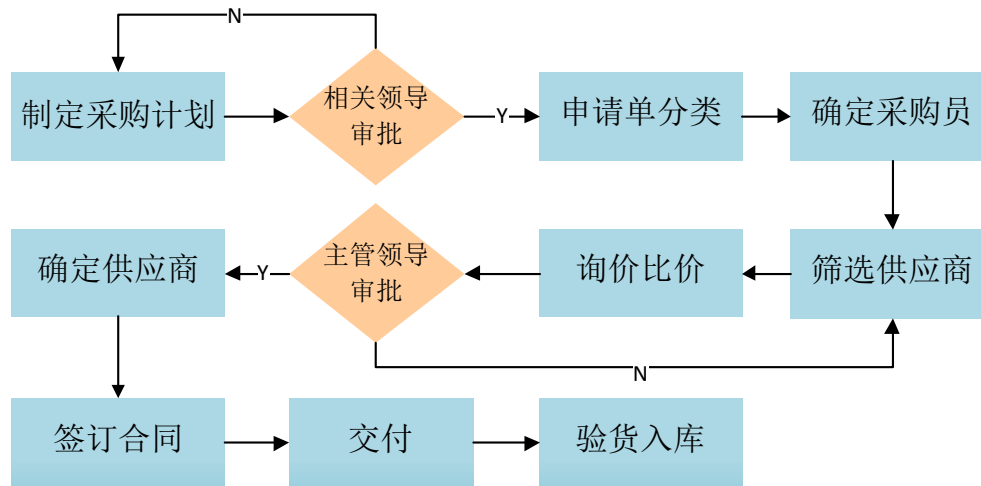 N
制定采购计划
相关领导
审批
Y
申请单分类
确定采购员
确定供应商
Y
主管领导
审批
询价比价
筛选供应商
N
签订合同
交付
验货入库